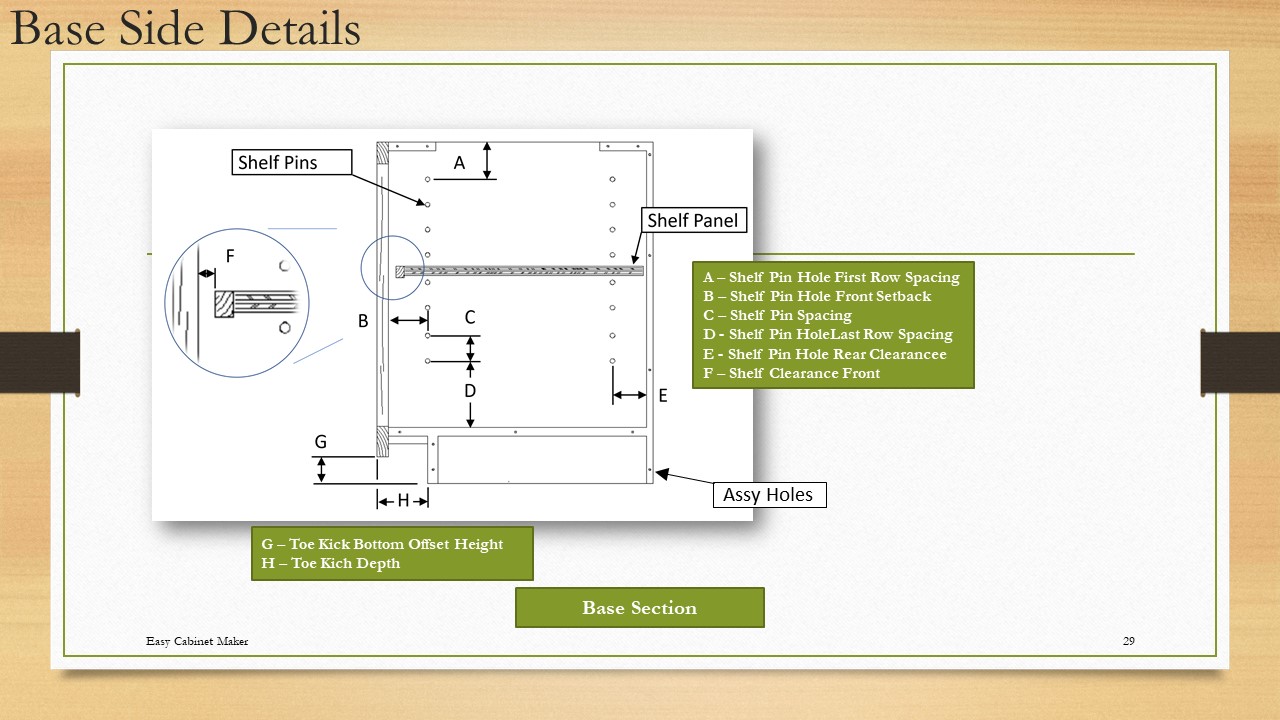 Base Side Details
Shelf Pins
A
Shelf Panel
F
B
C
D
E
G
H
A – Shelf Pin Hole First Row Spacing
B – Shelf Pin Hole Front Setback
C – Shelf Pin Spacing
D - Shelf Pin HoleLast Row Spacing
E - Shelf Pin Hole Rear Clearancee
F – Shelf Clearance Front
Assy Holes
G – Toe Kick Bottom Offset Height
H – Toe Kich Depth
Base Section
Easy Cabinet Maker
29